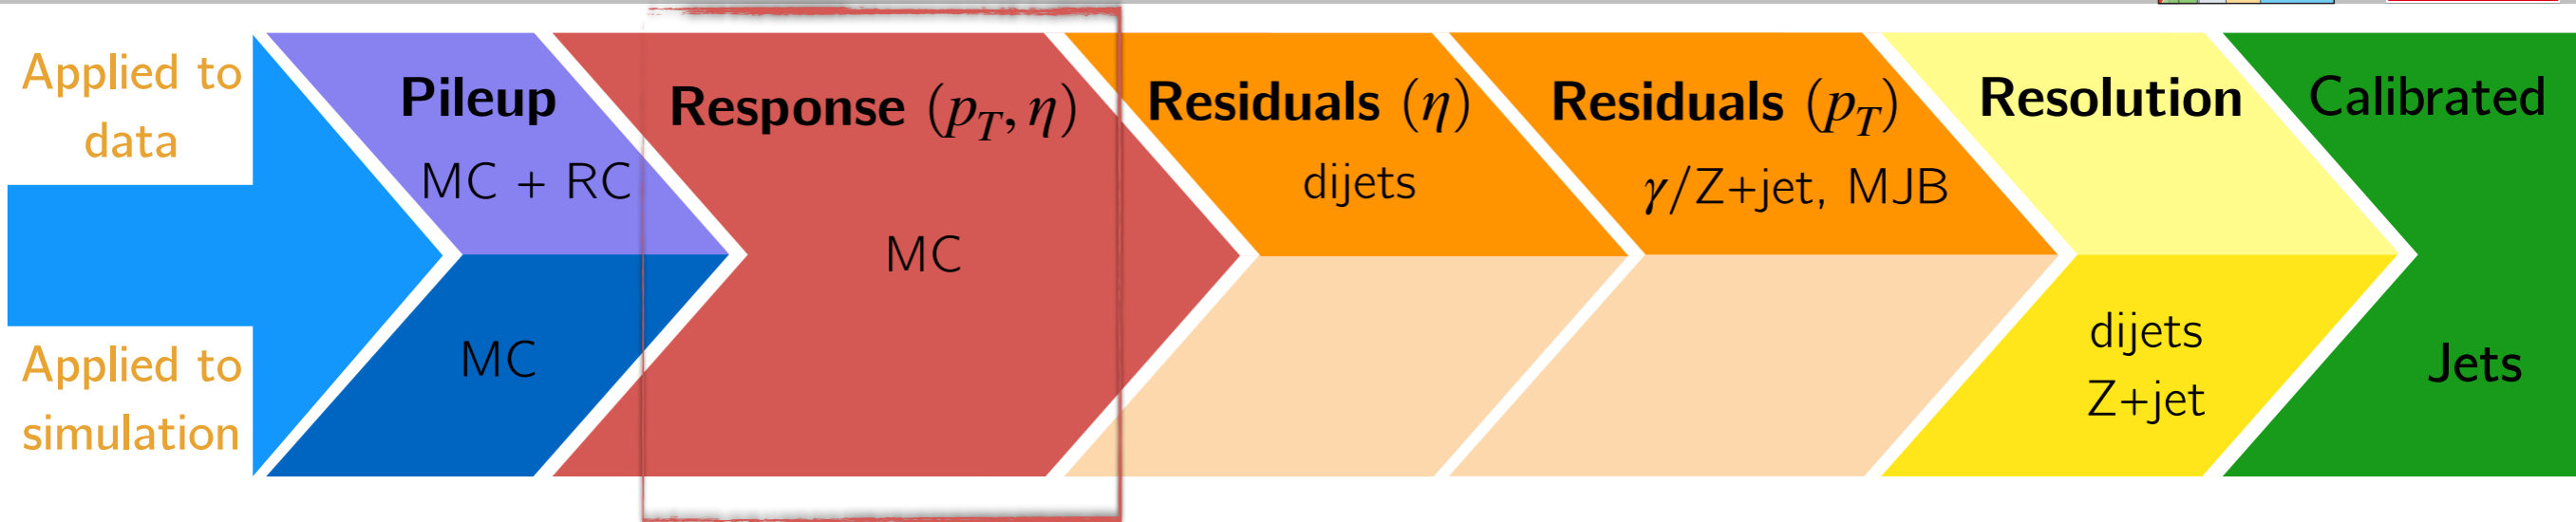 Applied to
data
Pileup
MC + RC
Response (p_T, η)
MC
Residuals (η)
dijets
Residuals (p_T)
γ/Z+jet, MJB
Resolution
Calibrated
Applied to
simulation
MC
dijets
Z+jet
Jets